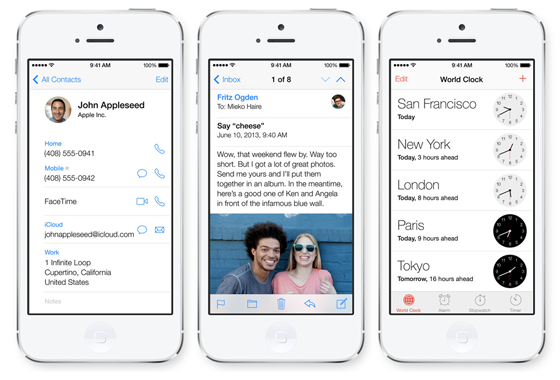 9:41 AM 100%
All Contacts Edit
John Appleseed
Apple Inc.
Home
(408) 555-0941
Mobile
(408) 555-0942
FaceTime
iCloud
johnappleseed@icloud.com
Work
1 Infinite Loop
Cupertino, California
United States
Notes
9:41 AM 100%
Inbox 1 of 8
Fritz Ogden
To: Mieko Haire
Say “cheese”
June 10, 2013, 9:40 AM
Wow, that weekend flew by. Way too
short. But I got a lot of great photos.
Send me yours and I’ll put them
together in an album. In the meantime,
here’s a good one of Ken and Angela
in front of the infamous blue wall.
9:41 AM 100%
Edit World Clock +
San Francisco
Today
New York
Today, 3 hours ahead
London
Today, 8 hours ahead
Paris
Today, 9 hours ahead
Tokyo
Tomorrow, 16 hours ahead
World Clock Alarm Stopwatch Timer